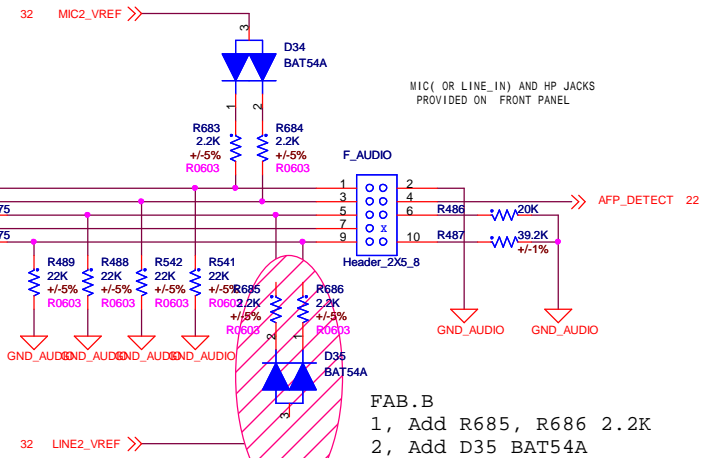 32 MIC2_VREF
3
D34
BAT54A
MIC( OR LINE_IN) AND HP JACKS
PROVIDED ON FRONT PANEL
1 2
R683 R684
2.2K 2.2K
+/-5% +/-5%
R0603 R0603
F_AUDIO
1 2
3 4
AFP_DETECT 22
75 5 6 R486 20K
7 X
75 9 10 R487 39.2K
+/-1%
Header_2X5_8
R489 R488 R542 R541
22K 22K 22K 22K
+/-5% +/-5% +/-5% +/-5%
R0603 R0603 R0603 R0603
R685 R686
2.2K 2.2K
+/-5% +/-5%
R0603 R0603
GND_AUDIO GND_AUDIO
GND_AUDIO GND_AUDIO GND_AUDIO GND_AUDIO
2 1
D35
BAT54A
3
FAB.B
1, Add R685, R686 2.2K
2, Add D35 BAT54A
32 LINE2_VREF